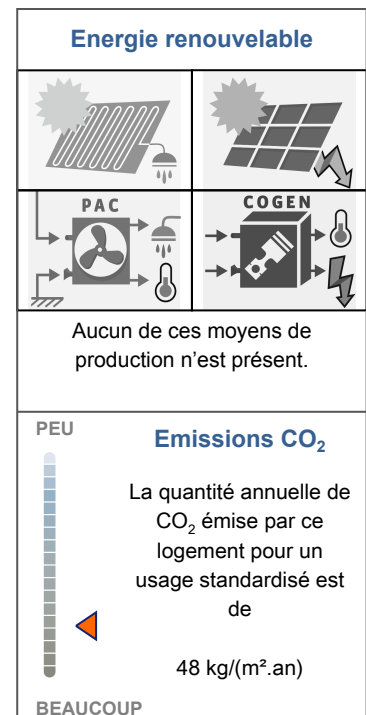 Energie renouvelable
PAC
COGEN
Aucun de ces moyens de
production n'est présent.
PEU
Emissions CO₂
La quantité annuelle de
CO₂ émise par ce
logement pour un
usage standardisé est
de
48 kg/(m².an)
BEAUCOUP